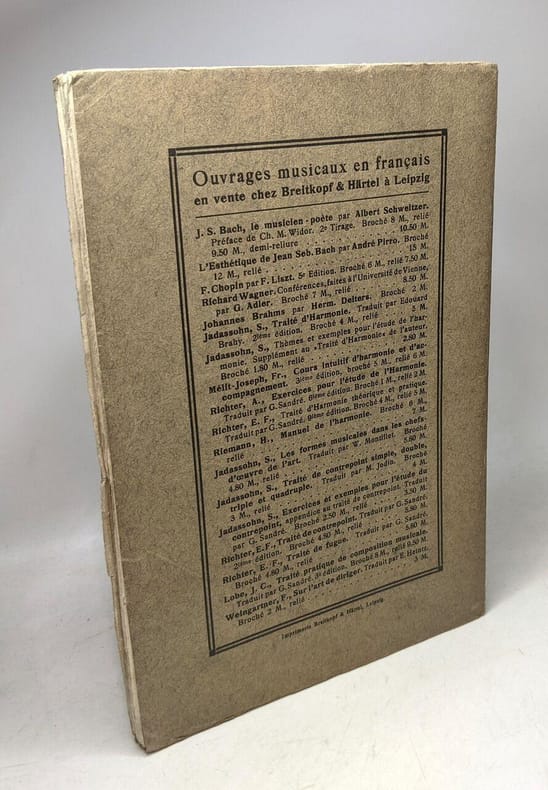 Ouvrages musicaux en français
en vente chez Breitkopf & Härtel à Leipzig
J. S. Bach, le musicien-poète par Albert Schweitzer.
Préface de Ch. M. Widor. 2e Tirage. Broché 8 M., relié
9.50 M., demi-reliure . . . . . . . . 10.50 M.
L'Esthétique de Jean Seb. Bach par André Pirro. Broché
12 M., relié . . . . . . . . . . 15 M.
F. Chopin par F. Liszt. 5e Edition. Broché 6 M., relié 7.50 M.
Richard Wagner. Conférences, faites à l'Université de Vienne,
par G. Adler. Broché 7 M., relié . . . . 8.50 M.
Johannes Brahms par Herm. Deiters. Broché 2 M.
Jadassohn, S., Traité d'Harmonie. Traduit par Edouard
Brahy. 2ième édition. Broché 4 M., relié . . . 5 M.
Jadassohn, S., Thèmes et exemples pour l'étude de l'har-
monie. Supplément au «Traité d'Harmonie» de l'auteur.
Broché 1.80 M., relié . . . . . . . 2.80 M.
Mélit-Joseph, Fr., Cours intuitif d'harmonie et d'ac-
compagnement. 3ième édition, broché 5 M., relié 6 M.
Richter, A., Exercices pour l'étude de l'Harmonie.
Traduit par G. Sandré. 6ième édition. Broché 1 M., relié 2 M.
Richter, E. F., Traité d'Harmonie théorique et pratique.
Traduit par G. Sandré. 9ième édition. Broché 4 M., relié 5 M.
Riemann, H., Manuel de l'harmonie. Broché 6 M.,
relié . . . . . . . . . . 7 M.
Jadassohn, S., Les formes musicales dans les chefs-
d'œuvre de l'art. Traduit par W. Montillet. Broché
4.80 M., relié . . . . . . . . 5.80 M.
Jadassohn, S., Traité de contrepoint simple, double,
triple et quadruple. Traduit par M. Jodin. Broché
3 M., relié . . . . . . . . . 4 M.
Jadassohn, S., Exercices et exemples pour l'étude du
contrepoint, appendice au traité de contrepoint. Traduit
par G. Sandré. Broché 2.50 M., relié . . . 3.50 M.
Richter, E. F., Traité de contrepoint. Traduit par G. Sandré.
2ième édition. Broché 4.80 M., relié . . . 5.80 M.
Richter, E. F., Traité de fugue. Traduit par G. Sandré.
Broché 4.80 M., relié . . . . . . 5.80 M.
Lobe, J. C., Traité pratique de composition musicale.
Traduit par G. Sandré. 3e édition. Broché 8 M., relié 9.50 M.
Weingartner, F., Sur l'art de diriger. Traduit par E. Heintz.
Broché 2 M., relié . . . . . . . 3 M.
Imprimerie Breitkopf & Härtel, Leipzig.